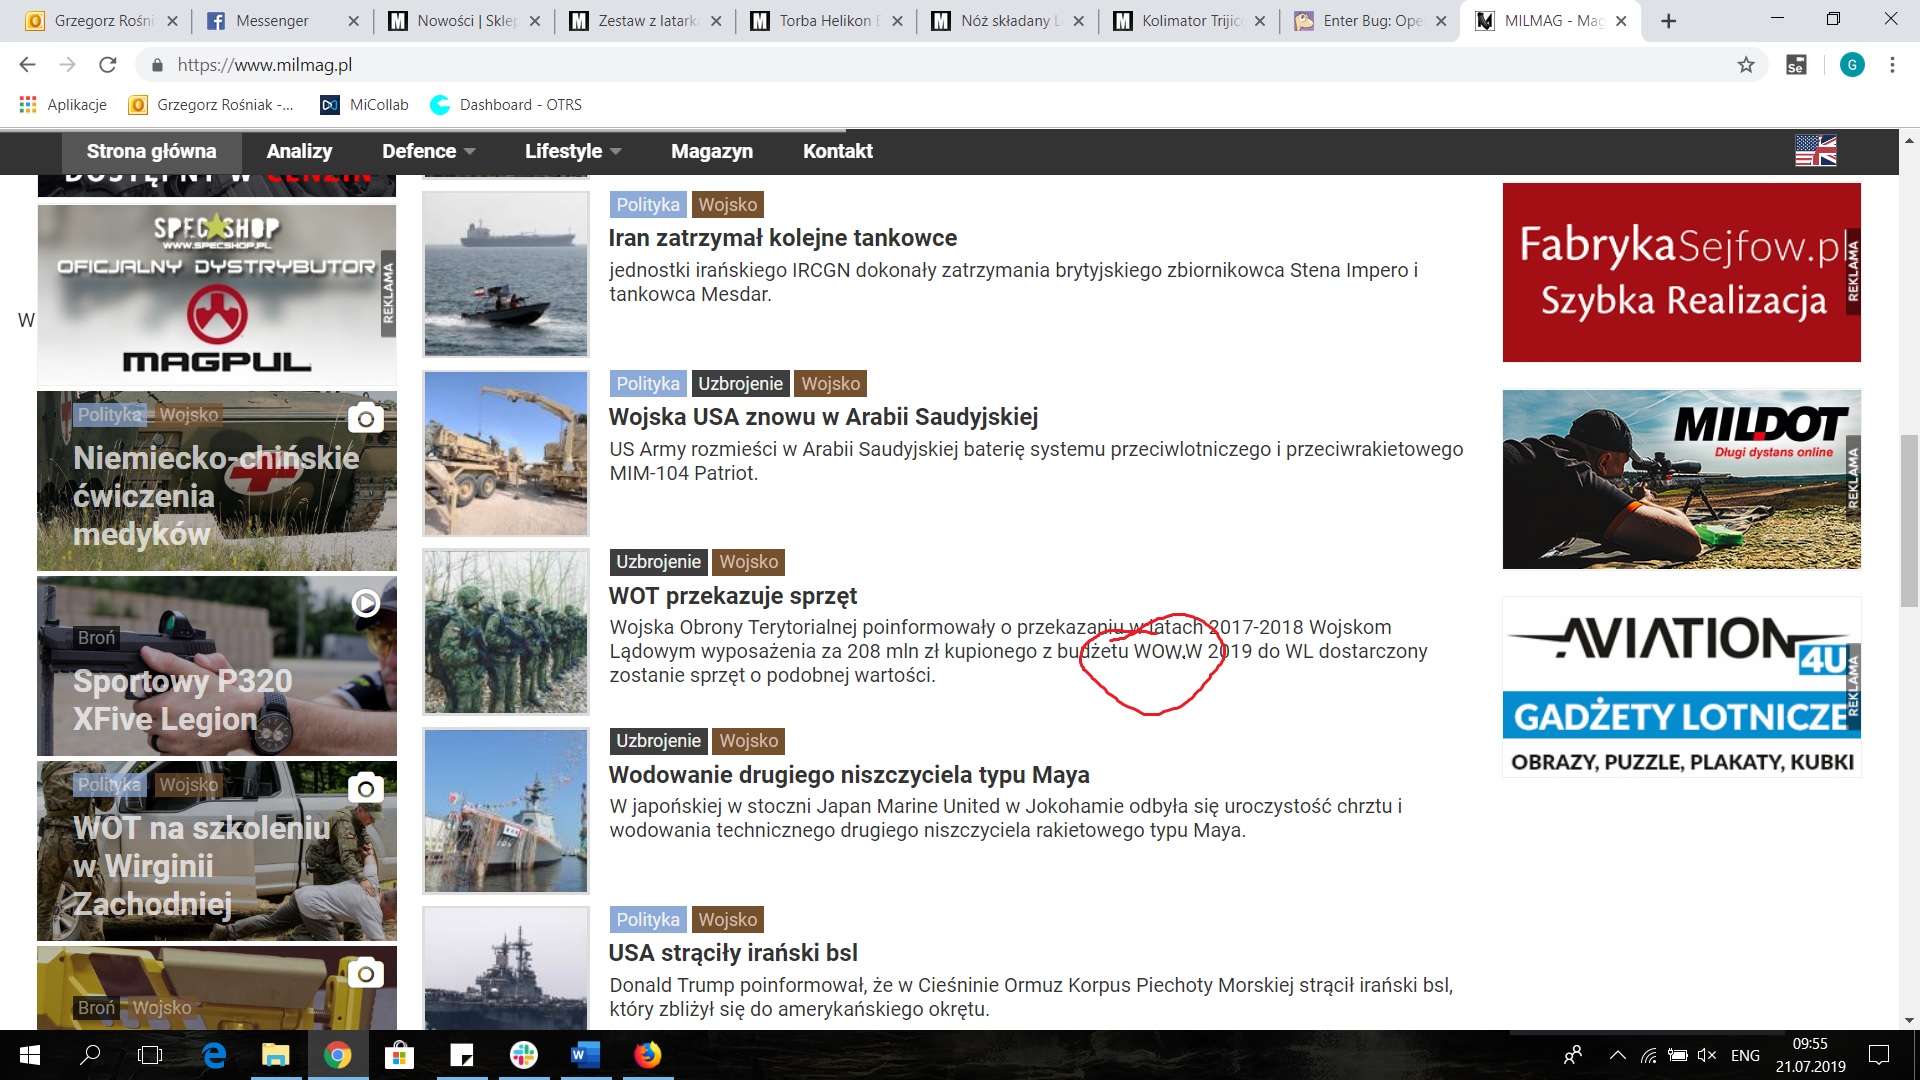 Grzegorz Rośni
Messenger
Nowości | Sklep
Zestaw z latark
Torba Helikon
Nóż składany
Kolimator Trijic
Enter Bug: Ope
MILMAG - Mag
https://www.milmag.pl
Se
G
Aplikacje
Grzegorz Rośniak -...
MiCollab
Dashboard - OTRS
Strona główna
Analizy
Defence
Lifestyle
Magazyn
Kontakt
DOSTĘPNY W CENZIN
SPEC SHOP
WWW.SPECSHOP.PL
OFICJALNY DYSTRYBUTOR
MAGPUL
REKLAMA
W
Polityka Wojsko
Niemiecko-chińskie
ćwiczenia
medyków
Broń
Sportowy P320
XFive Legion
Polityka Wojsko
WOT na szkoleniu
w Wirginii
Zachodniej
Broń Wojsko
Polityka Wojsko
Iran zatrzymał kolejne tankowce
jednostki irańskiego IRCGN dokonały zatrzymania brytyjskiego zbiornikowca Stena Impero i
tankowca Mesdar.
Polityka Uzbrojenie Wojsko
Wojska USA znowu w Arabii Saudyjskiej
US Army rozmieści w Arabii Saudyjskiej baterię systemu przeciwlotniczego i przeciwrakietowego
MIM-104 Patriot.
Uzbrojenie Wojsko
WOT przekazuje sprzęt
Wojska Obrony Terytorialnej poinformowały o przekazaniu w latach 2017-2018 Wojskom
Lądowym wyposażenia za 208 mln zł kupionego z budżetu WOW.W 2019 do WL dostarczony
zostanie sprzęt o podobnej wartości.
Uzbrojenie Wojsko
Wodowanie drugiego niszczyciela typu Maya
W japońskiej w stoczni Japan Marine United w Jokohamie odbyła się uroczystość chrztu i
wodowania technicznego drugiego niszczyciela rakietowego typu Maya.
Polityka Wojsko
USA strąciły irański bsl
Donald Trump poinformował, że w Cieśninie Ormuz Korpus Piechoty Morskiej strącił irański bsl,
który zbliżył się do amerykańskiego okrętu.
FabrykaSejfow.pl
Szybka Realizacja
REKLAMA
MILDOT
Długi dystans online
REKLAMA
AVIATION
4U
GADŻETY LOTNICZE
OBRAZY, PUZZLE, PLAKATY, KUBKI
REKLAMA
ENG
09:55
21.07.2019